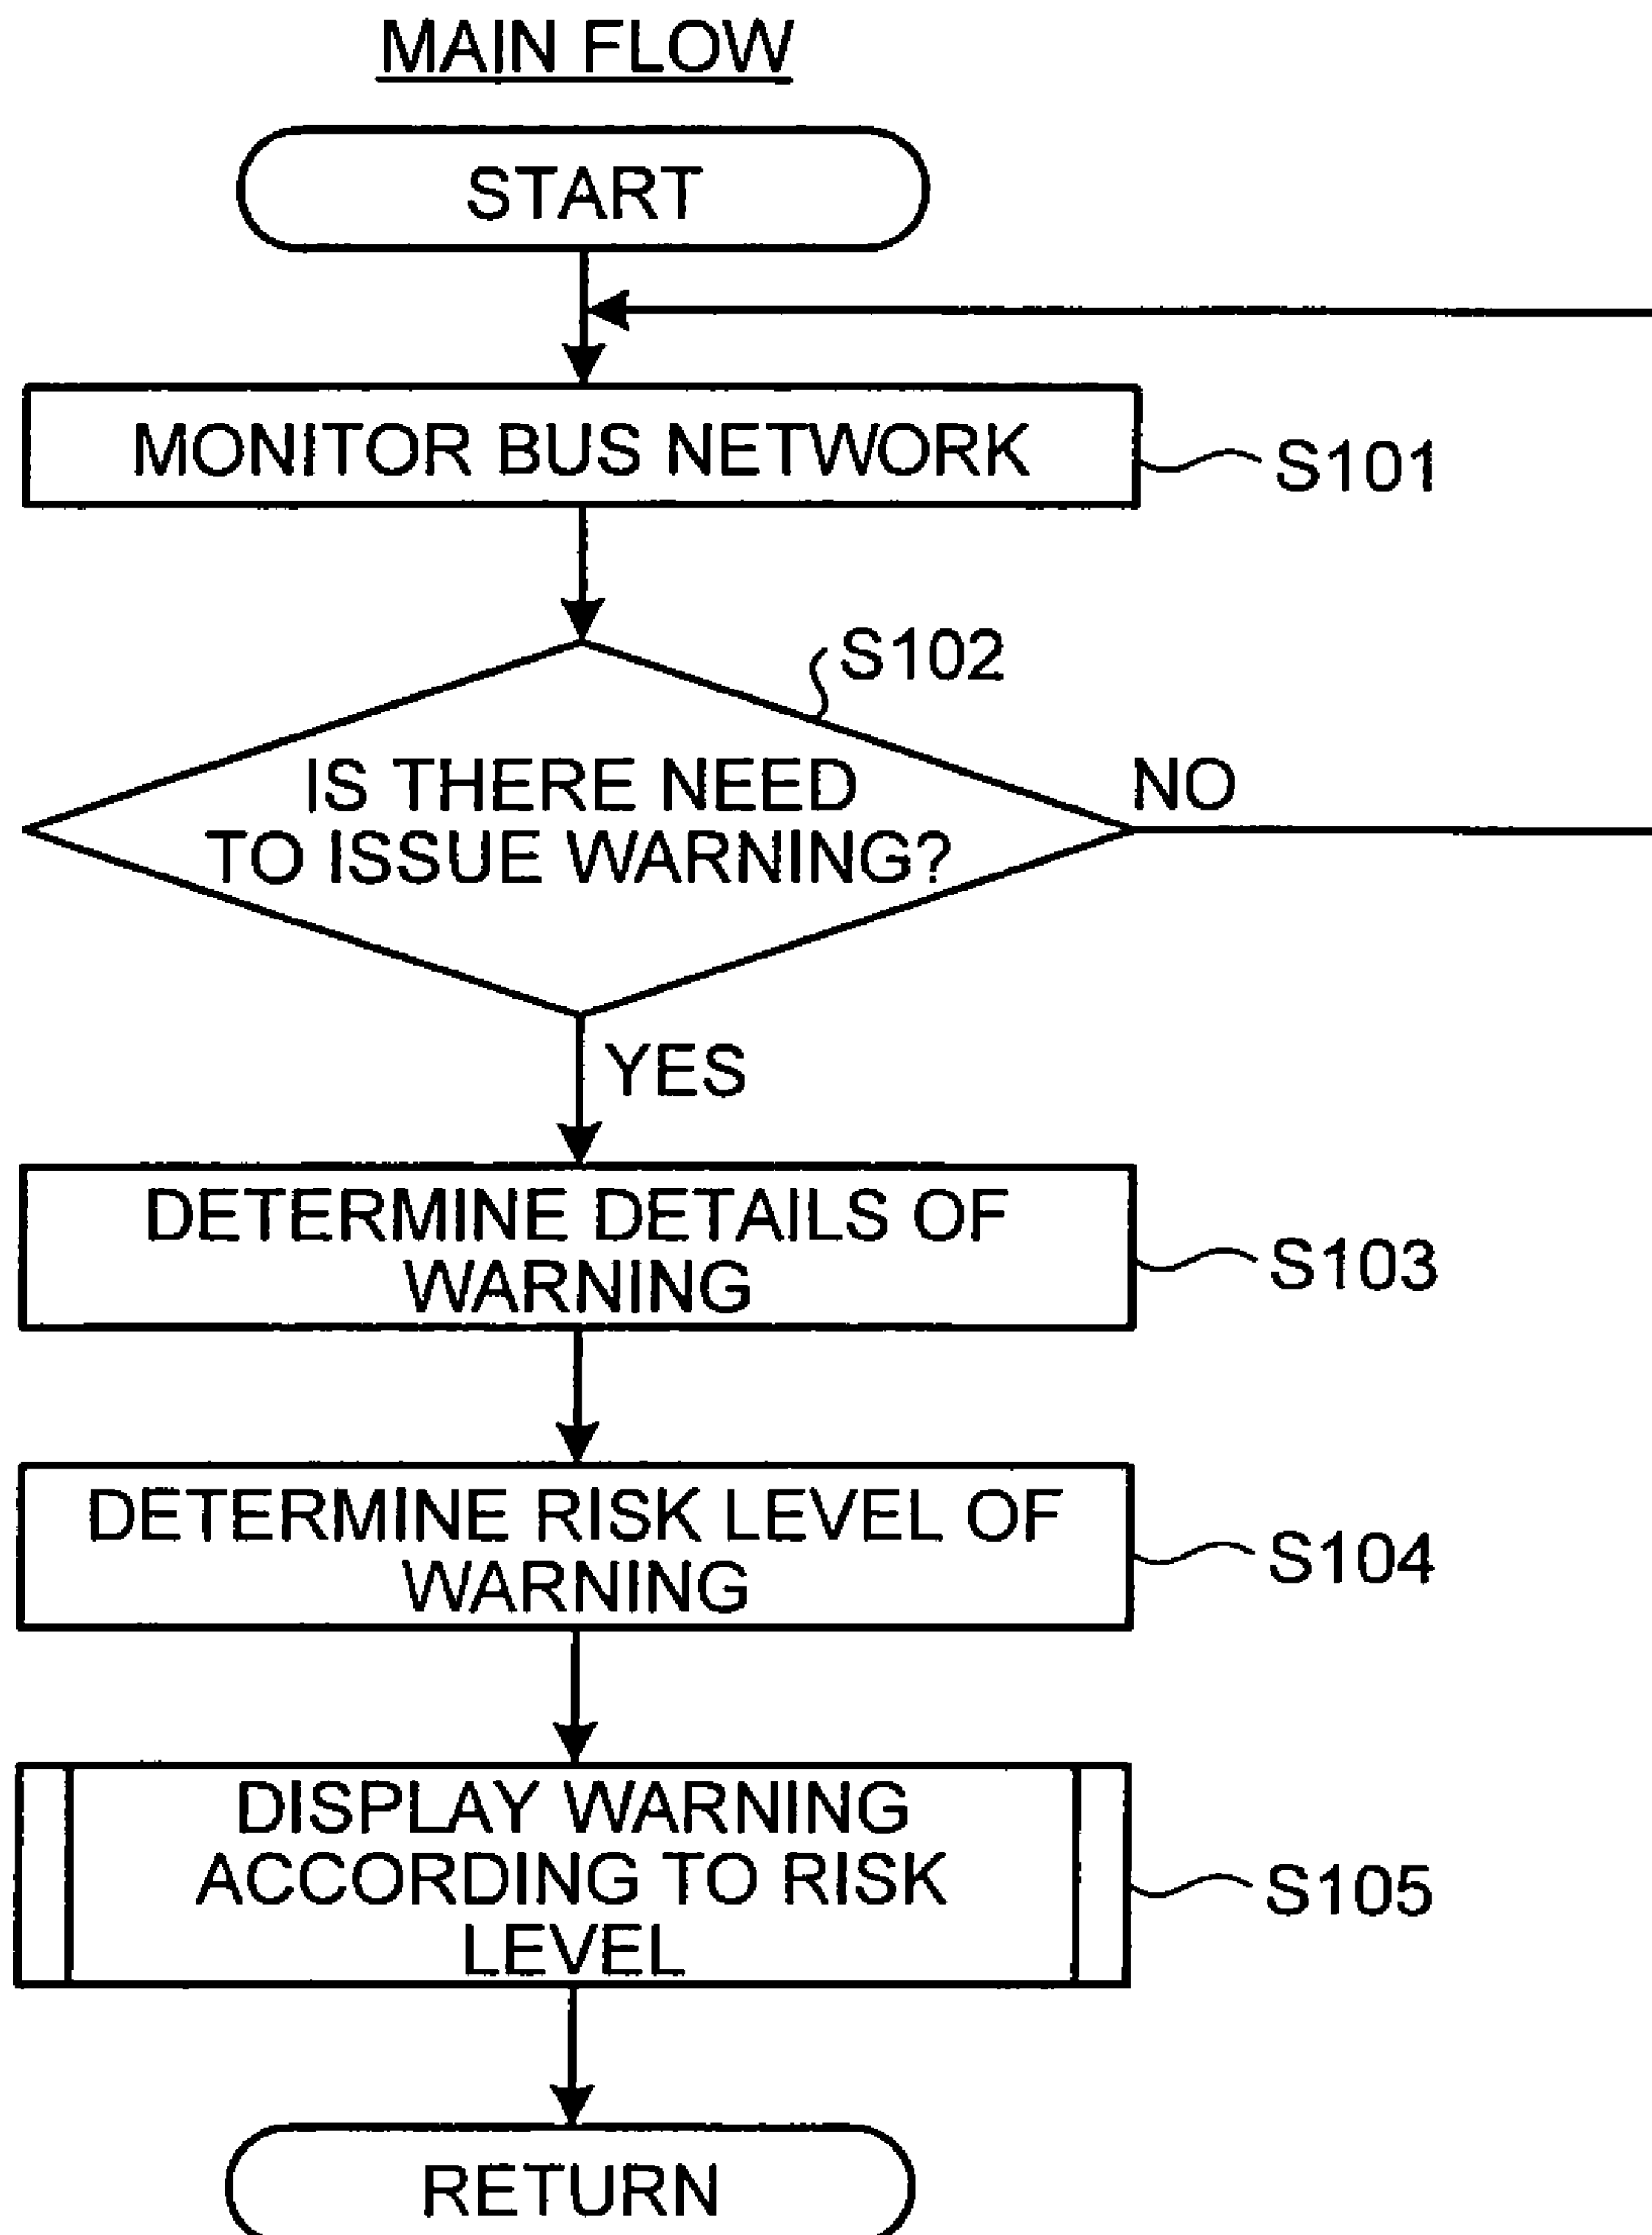 MAIN FLOW
START
MONITOR BUS NETWORK
S101
S102
IS THERE NEED
TO ISSUE WARNING?
NO
YES
DETERMINE DETAILS OF
WARNING
S103
DETERMINE RISK LEVEL OF
WARNING
S104
DISPLAY WARNING
ACCORDING TO RISK
LEVEL
S105
RETURN